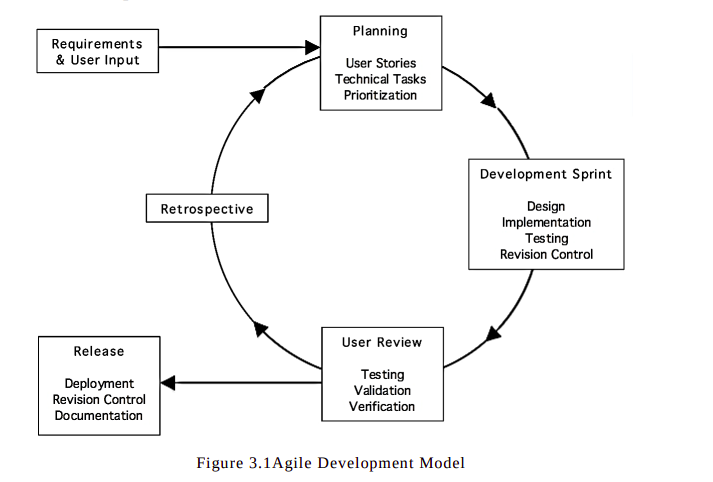 Requirements
& User Input
Planning
User Stories
Technical Tasks
Prioritization
Development Sprint
Design
Implementation
Testing
Revision Control
Retrospective
User Review
Testing
Validation
Verification
Release
Deployment
Revision Control
Documentation
Figure 3.1Agile Development Model